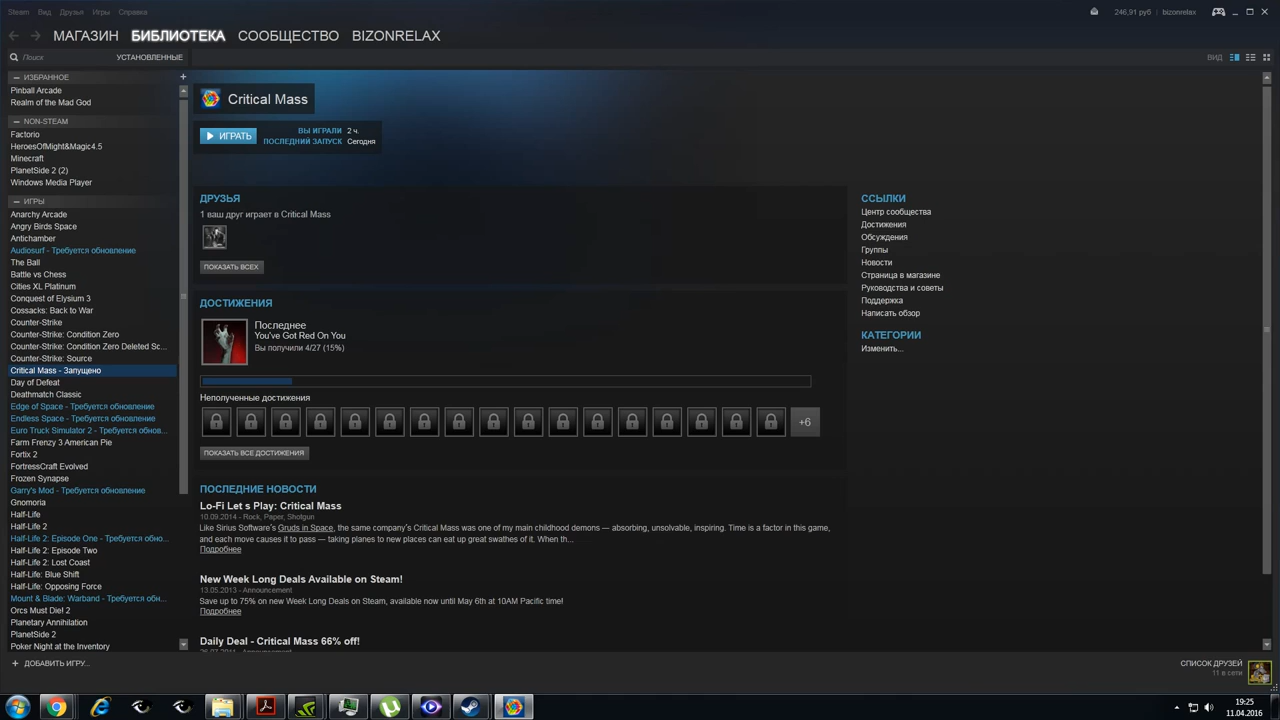 Steam Вид Друзья Игры Справка
246,91 руб bizonrelax
МАГАЗИН БИБЛИОТЕКА СООБЩЕСТВО BIZONRELAX
Поиск УСТАНОВЛЕННЫЕ
ВИД
ИЗБРАННОЕ
Pinball Arcade
Realm of the Mad God
NON-STEAM
Factorio
HeroesOfMight&Magic4.5
Minecraft
PlanetSide 2 (2)
Windows Media Player
ИГРЫ
Anarchy Arcade
Angry Birds Space
Antichamber
Audiosurf - Требуется обновление
The Ball
Battle vs Chess
Cities XL Platinum
Conquest of Elysium 3
Cossacks: Back to War
Counter-Strike
Counter-Strike: Condition Zero
Counter-Strike: Condition Zero Deleted Sc...
Counter-Strike: Source
Critical Mass - Запущено
Day of Defeat
Deathmatch Classic
Edge of Space - Требуется обновление
Endless Space - Требуется обновление
Euro Truck Simulator 2 - Требуется обнов...
Farm Frenzy 3 American Pie
Fortix 2
FortressCraft Evolved
Frozen Synapse
Garry's Mod - Требуется обновление
Gnomoria
Half-Life
Half-Life 2
Half-Life 2: Episode One - Требуется обно...
Half-Life 2: Episode Two
Half-Life 2: Lost Coast
Half-Life: Blue Shift
Half-Life: Opposing Force
Mount & Blade: Warband - Требуется обн...
Orcs Must Die! 2
Planetary Annihilation
PlanetSide 2
Poker Night at the Inventory
ДОБАВИТЬ ИГРУ...
Critical Mass
ИГРАТЬ
ВЫ ИГРАЛИ 2 ч.
ПОСЛЕДНИЙ ЗАПУСК Сегодня
ДРУЗЬЯ
1 ваш друг играет в Critical Mass
ПОКАЗАТЬ ВСЕХ
ДОСТИЖЕНИЯ
Последнее
You've Got Red On You
Вы получили 4/27 (15%)
Неполученные достижения
+6
ПОКАЗАТЬ ВСЕ ДОСТИЖЕНИЯ
ПОСЛЕДНИЕ НОВОСТИ
Lo-Fi Let s Play: Critical Mass
10.09.2014 - Rock, Paper, Shotgun
Like Sirius Software's Gruds in Space, the same company's Critical Mass was one of my main childhood demons — absorbing, unsolvable, inspiring. Time is a factor in this game,
and each move causes it to pass — taking planes to new places can eat up great swathes of it. When th...
Подробнее
New Week Long Deals Available on Steam!
13.05.2013 - Announcement
Save up to 75% on new Week Long Deals on Steam, available now until May 6th at 10AM Pacific time!
Подробнее
Daily Deal - Critical Mass 66% off!
ССЫЛКИ
Центр сообщества
Достижения
Обсуждения
Группы
Новости
Страница в магазине
Руководства и советы
Поддержка
Написать обзор
КАТЕГОРИИ
Изменить...
СПИСОК ДРУЗЕЙ
11 в сети
19:25
11.04.2016